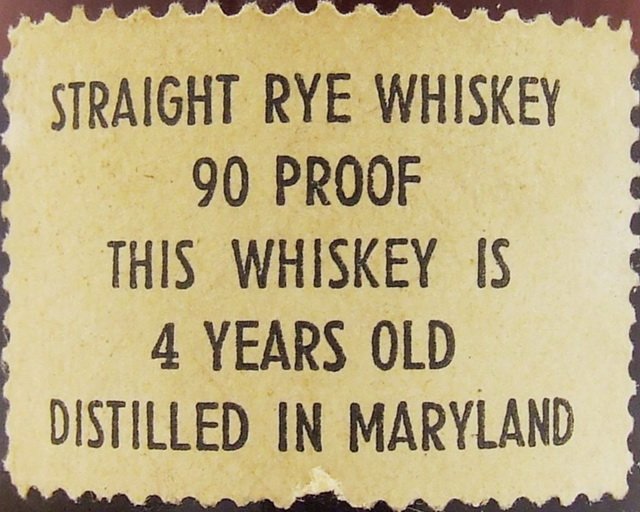 STRAIGHT RYE WHISKEY
90 PROOF
THIS WHISKEY IS
4 YEARS OLD
DISTILLED IN MARYLAND